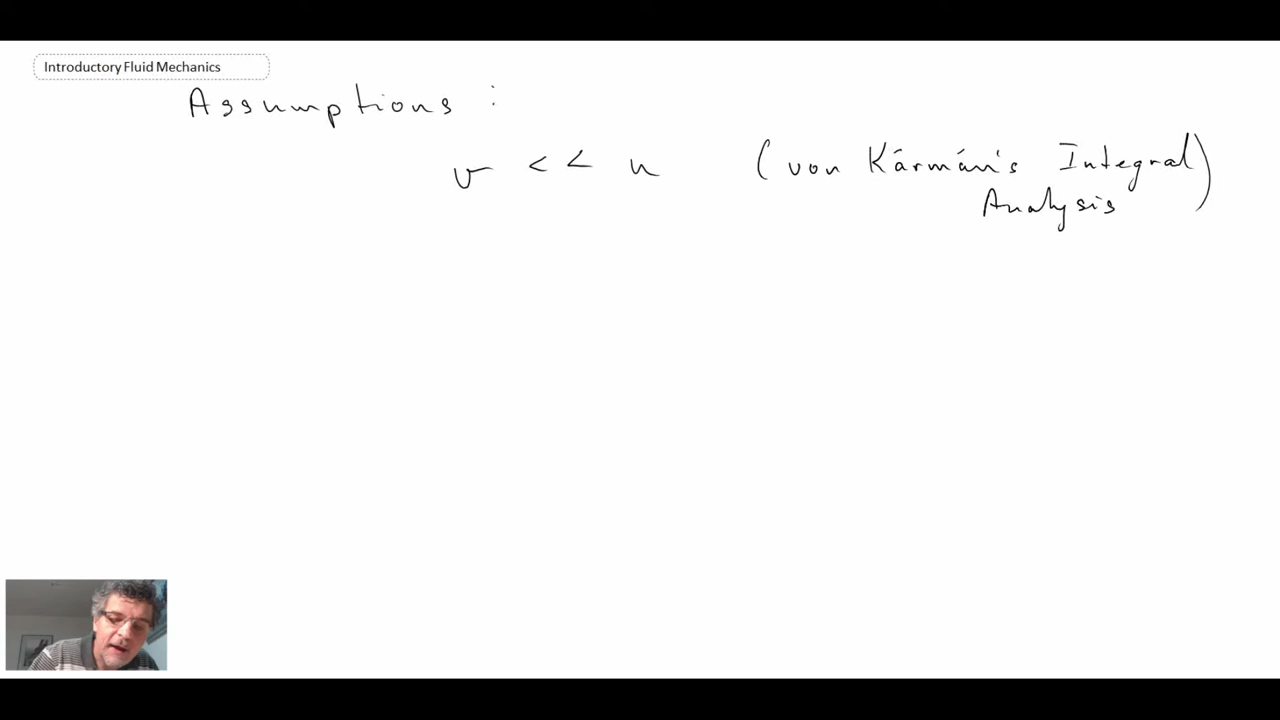 Introductory Fluid Mechanics
Assumptions :
v << u (von Kármán's Integral
Analysis)